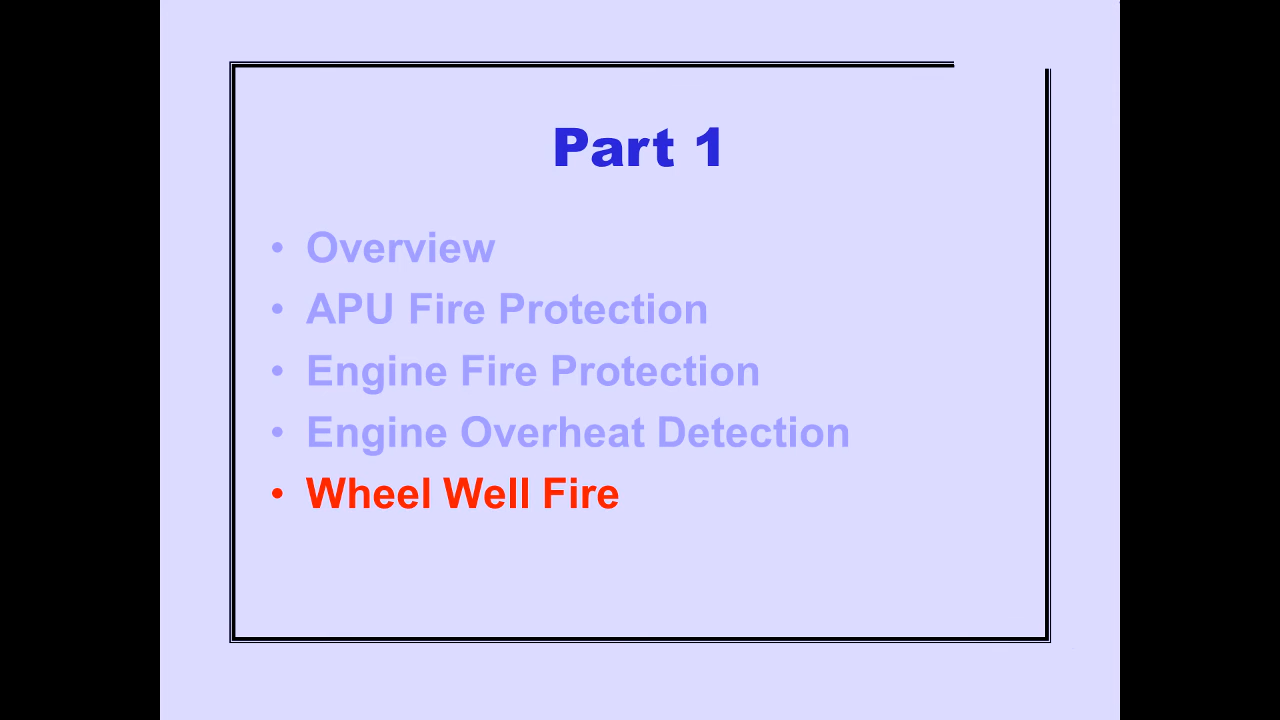 Part 1
• Overview
• APU Fire Protection
• Engine Fire Protection
• Engine Overheat Detection
• Wheel Well Fire